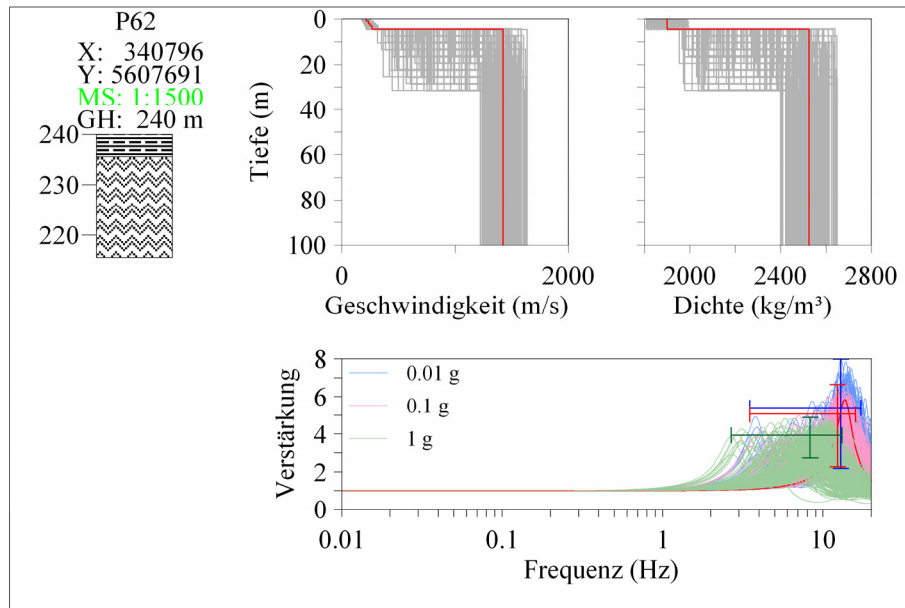 P62
X: 340796
Y: 5607691
MS: 1:1500
GH: 240 m
240
230
220
0
20
40
60
80
100
Tiefe (m)
0
2000
Geschwindigkeit (m/s)
2000
2400
2800
Dichte (kg/m³)
8
6
4
2
0
Verstärkung
0.01 g
0.1 g
1 g
0.01
0.1
1
10
Frequenz (Hz)